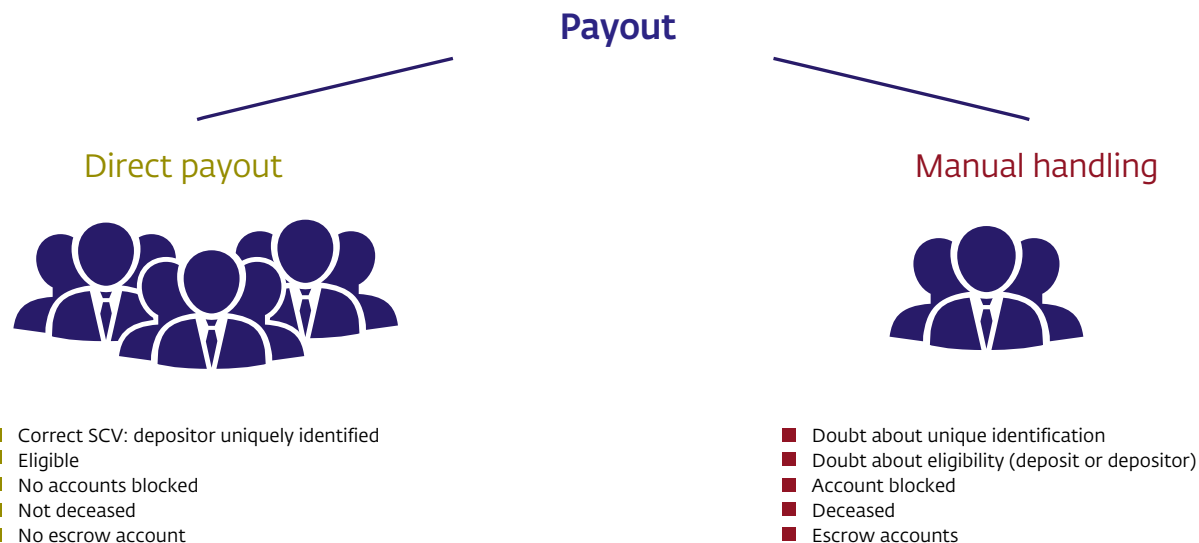 Payout
Direct payout
Manual handling
Correct SCV: depositor uniquely identified
Eligible
No accounts blocked
Not deceased
No escrow account
Doubt about unique identification
Doubt about eligibility (deposit or depositor)
Account blocked
Deceased
Escrow accounts